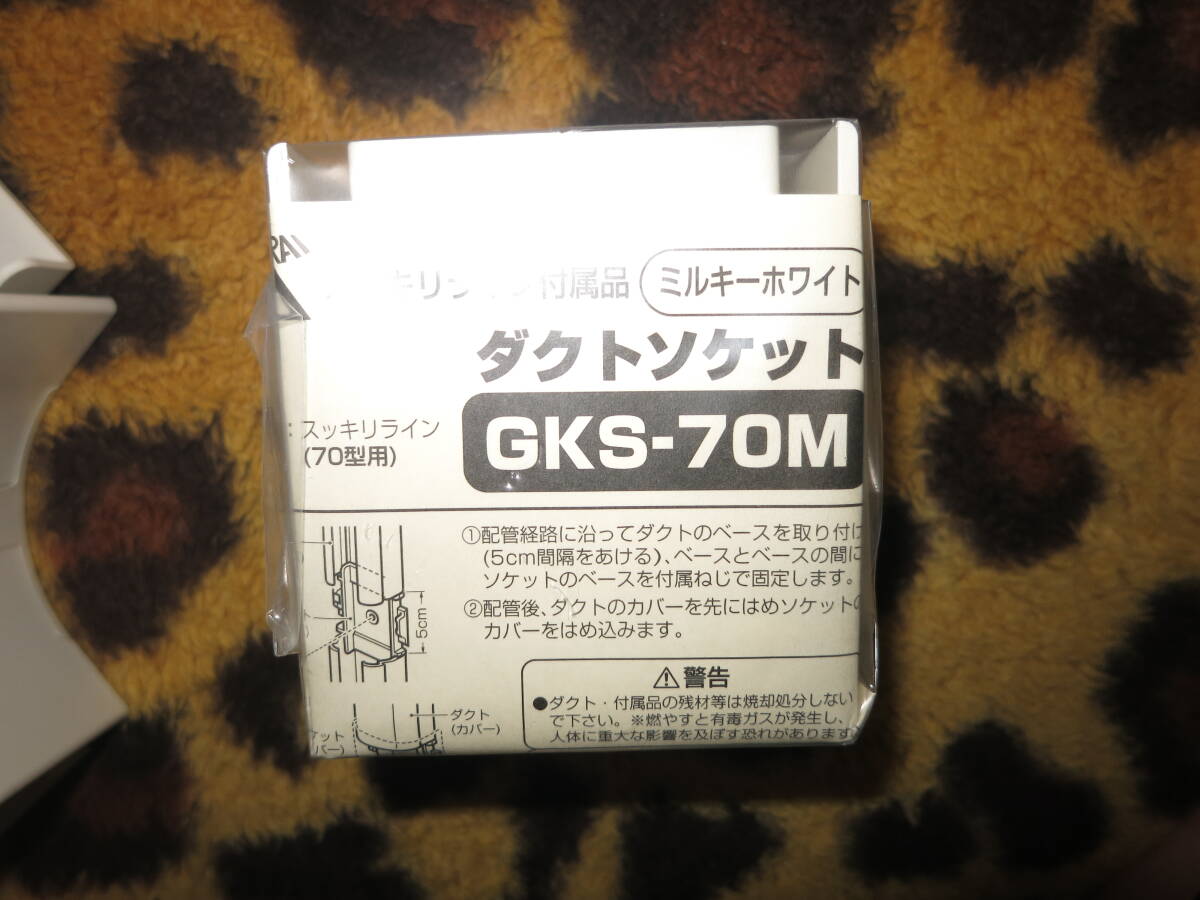 RAI
キリライン付属品 ミルキーホワイト
ダクトソケット
GKS-70M
: スッキリライン
(70型用)
①配管経路に沿ってダクトのベースを取り付け
(5cm間隔をあける)、ベースとベースの間に
ソケットのベースを付属ねじで固定します。
②配管後、ダクトのカバーを先にはめソケットの
カバーをはめ込みます。
5cm
⚠警告
●ダクト・付属品の残材等は焼却処分しない
で下さい。※燃やすと有毒ガスが発生し、
人体に重大な影響を及ぼす恐れがあります
ダクト
(カバー)
ケット
バー)